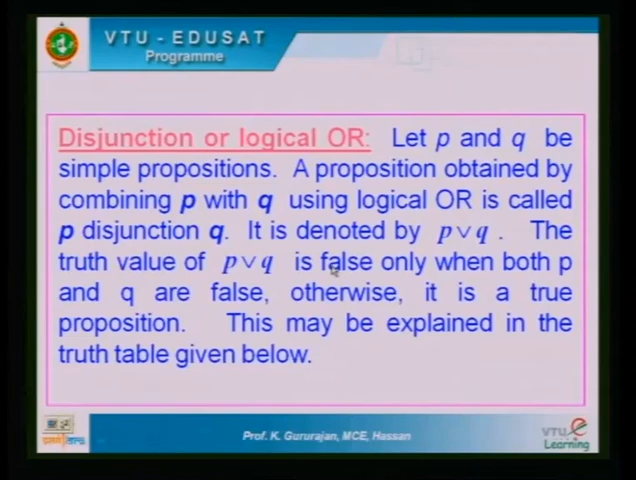 VTU - EDUSAT
Programme
Disjunction or logical OR: Let p and q be
simple propositions. A proposition obtained by
combining p with q using logical OR is called
p disjunction q. It is denoted by p ∨ q . The
truth value of p ∨ q is false only when both p
and q are false, otherwise, it is a true
proposition. This may be explained in the
truth table given below.
Prof. K. Gururajan, MCE, Hassan
VTU e
Learning